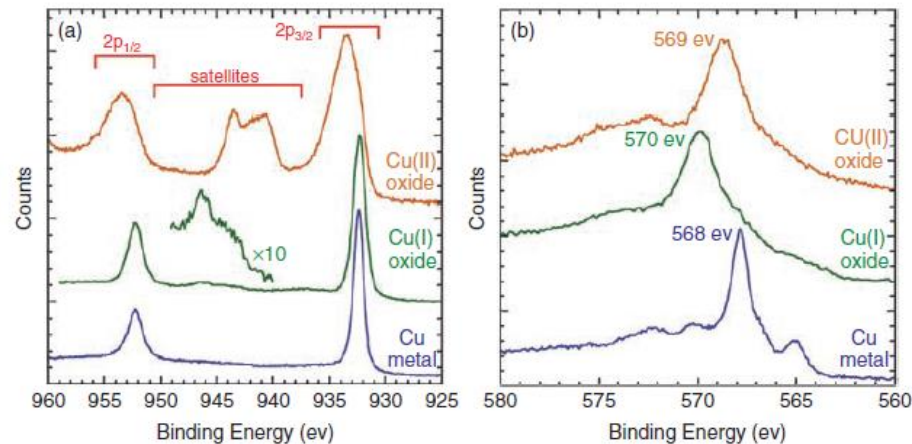 (a)
2p1/2
2p3/2
satellites
Cu(II)
oxide
×10
Cu(I)
oxide
Cu
metal
Counts
960 955 950 945 940 935 930 925
Binding Energy (ev)
(b)
569 ev
CU(II)
oxide
570 ev
Cu(I)
oxide
568 ev
Cu
metal
Counts
580 575 570 565 560
Binding Energy (ev)